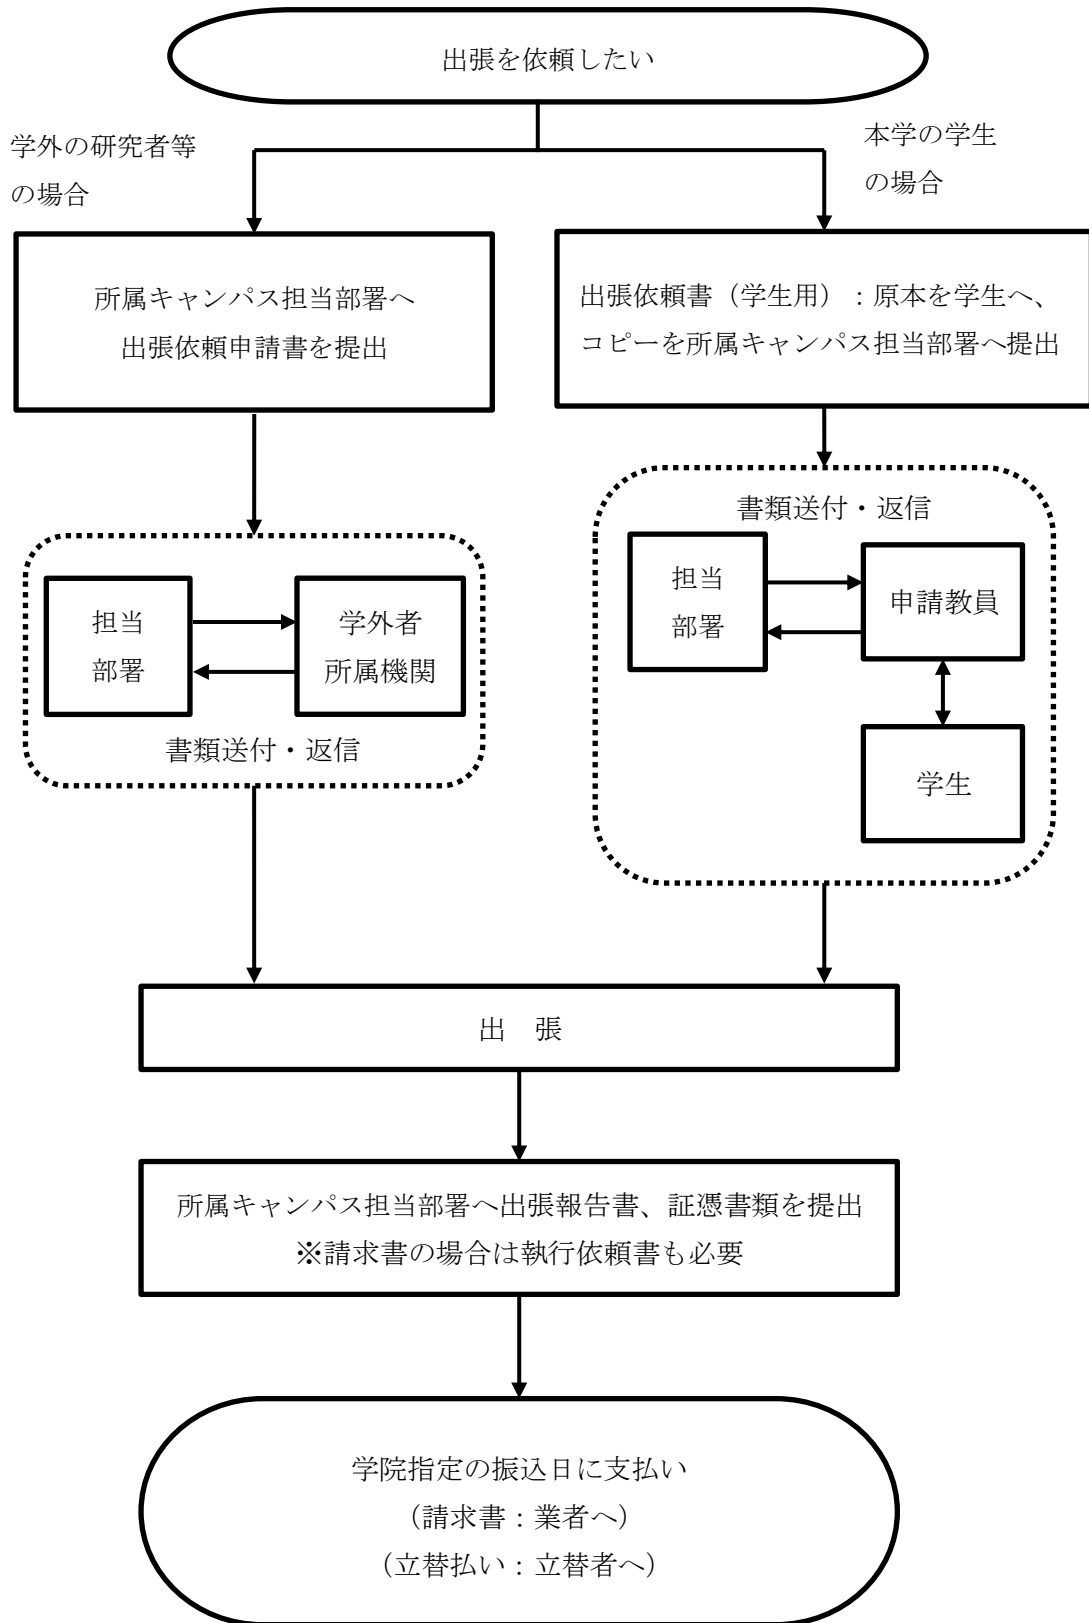 出張を依頼したい
学外の研究者等
の場合
本学の学生
の場合
所属キャンパス担当部署へ
出張依頼申請書を提出
出張依頼書（学生用）：原本を学生へ、
コピーを所属キャンパス担当部署へ提出
担当
部署
学外者
所属機関
書類送付・返信
書類送付・返信
担当
部署
申請教員
学生
出　張
所属キャンパス担当部署へ出張報告書、証憑書類を提出
※請求書の場合は執行依頼書も必要
学院指定の振込日に支払い
（請求書：業者へ）
（立替払い：立替者へ）